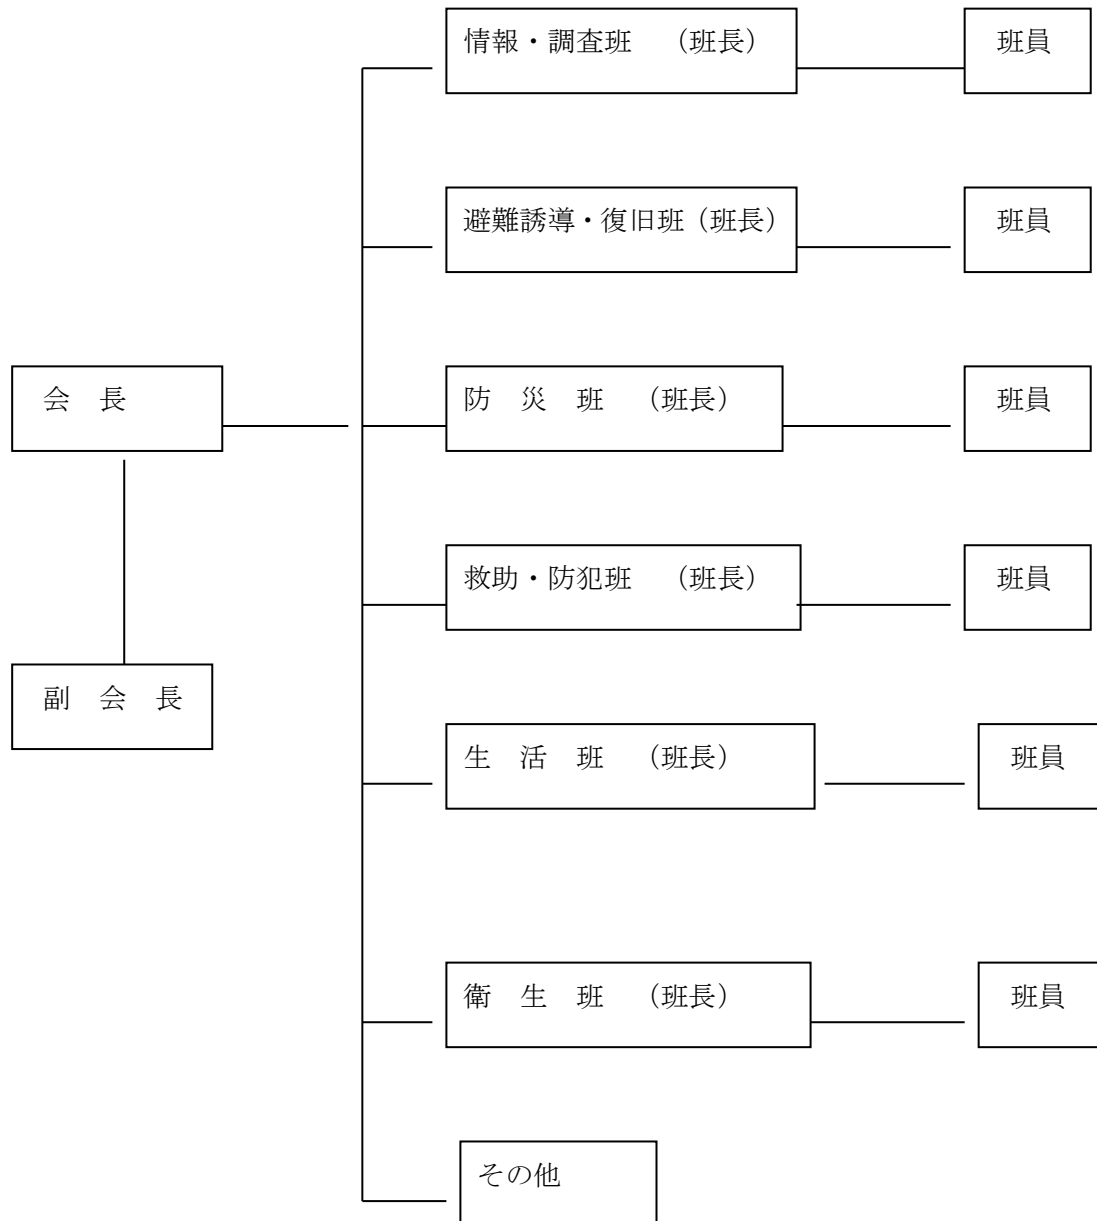 情報・調査班　（班長）　班員
避難誘導・復旧班（班長）　班員
会　長　防　災　班　（班長）　班員
救助・防犯班　（班長）　班員
副　会　長
生　活　班　（班長）　班員
衛　生　班　（班長）　班員
その他